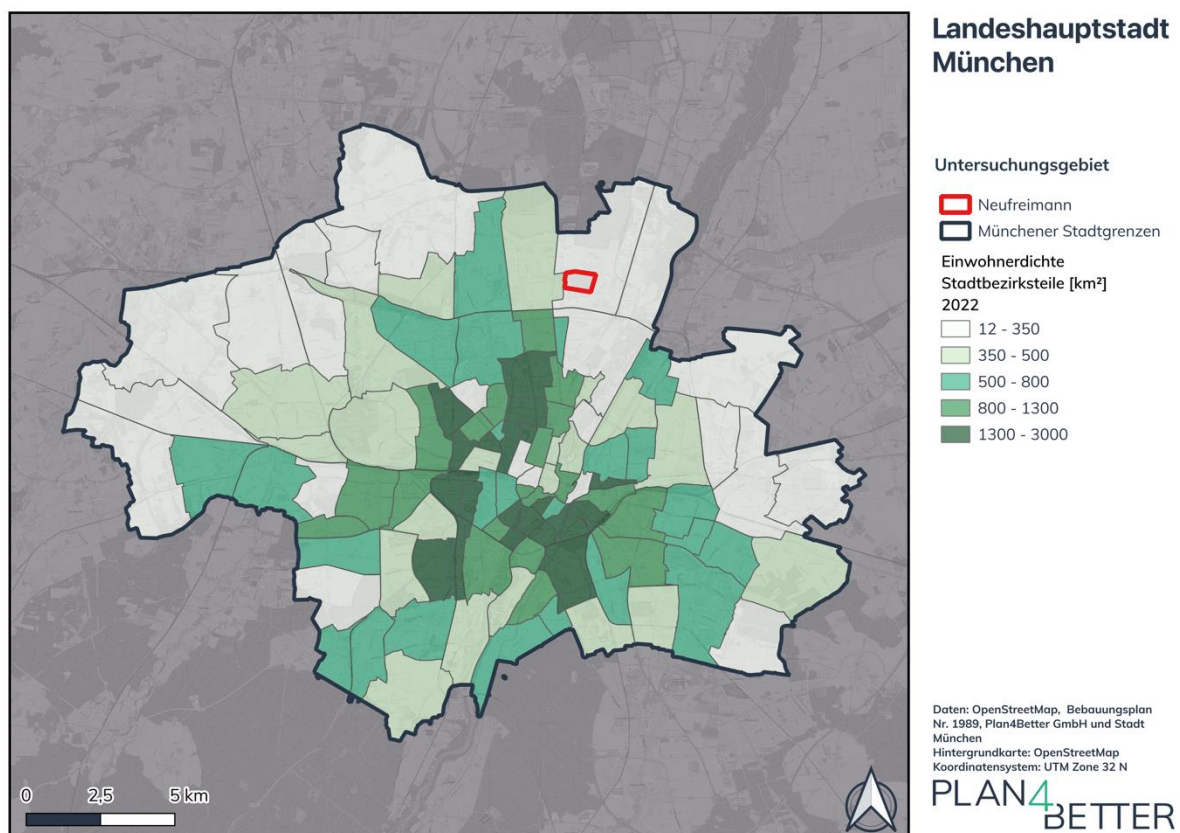 Landeshauptstadt
München
Untersuchungsgebiet
Neufreimann
Münchener Stadtgrenzen
Einwohnerdichte
Stadtbezirksteile [km²]
2022
12 - 350
350 - 500
500 - 800
800 - 1300
1300 - 3000
0 2,5 5 km
Daten: OpenStreetMap, Bebauungsplan
Nr. 1989, Plan4Better GmbH und Stadt
München
Hintergrundkarte: OpenStreetMap
Koordinatensystem: UTM Zone 32 N
PLAN4
BETTER